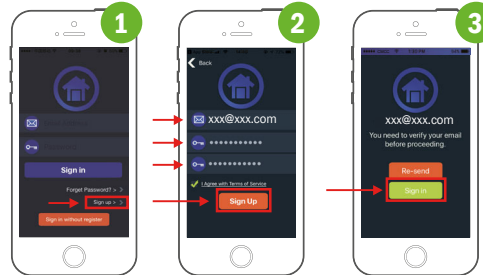 1
Sign in
Forget Password? >
Sign up >
Sign in without register
2
Back
xxx@xxx.com
I Agree with Terms of Service
Sign Up
3
xxx@xxx.com
You need to verify your email
before proceeding.
Re-send
Sign in